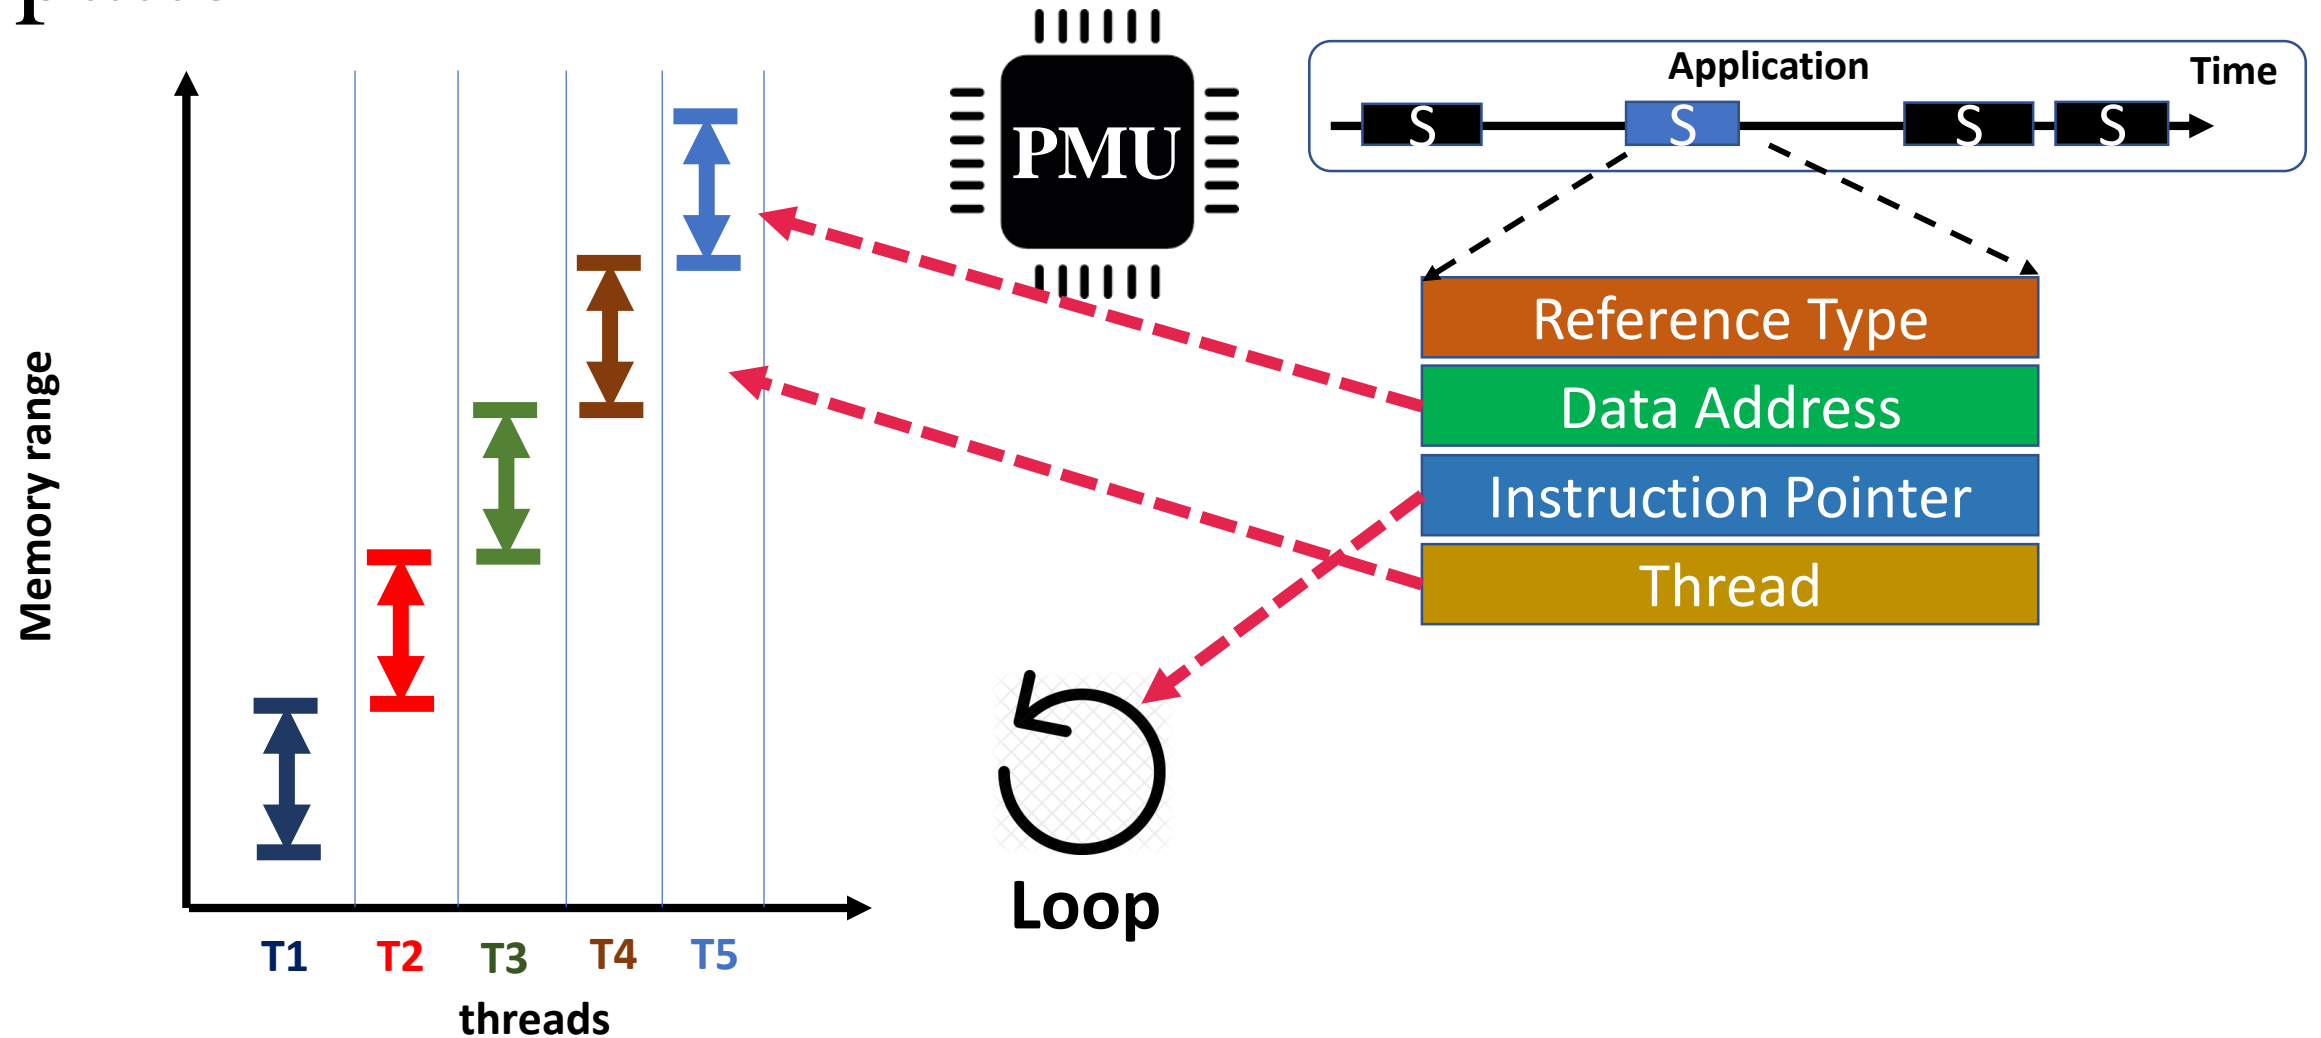 PMU
Application
Time
S S S S
Reference Type
Data Address
Instruction Pointer
Thread
Memory range
Loop
T1 T2 T3 T4 T5
threads